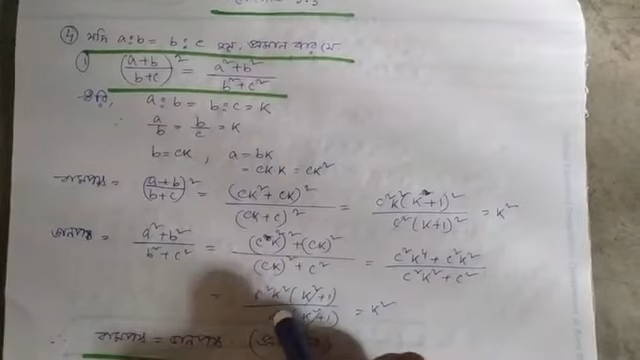 ④ যদি a:b = b:c হয়, প্রমাণ কর যে
i) ((a+b)/(b+c))² = (a²+b²)/(b²+c²)
ধরি, a:b = b:c = K
∴ a/b = b/c = K
b = cK , a = bK
= cK.K = cK²
বামপক্ষ = ((a+b)/(b+c))² = (cK²+cK)²/(cK+c)² = c²K²(K+1)²/c²(K+1)² = K²
ডানপক্ষ = (a²+b²)/(b²+c²) = ((cK²)²+(cK)²)/((cK)²+c²) = (c²K⁴+c²K²)/(c²K²+c²)
= c²K²(K²+1)/(K²+1) = K²
∴ বামপক্ষ = ডানপক্ষ